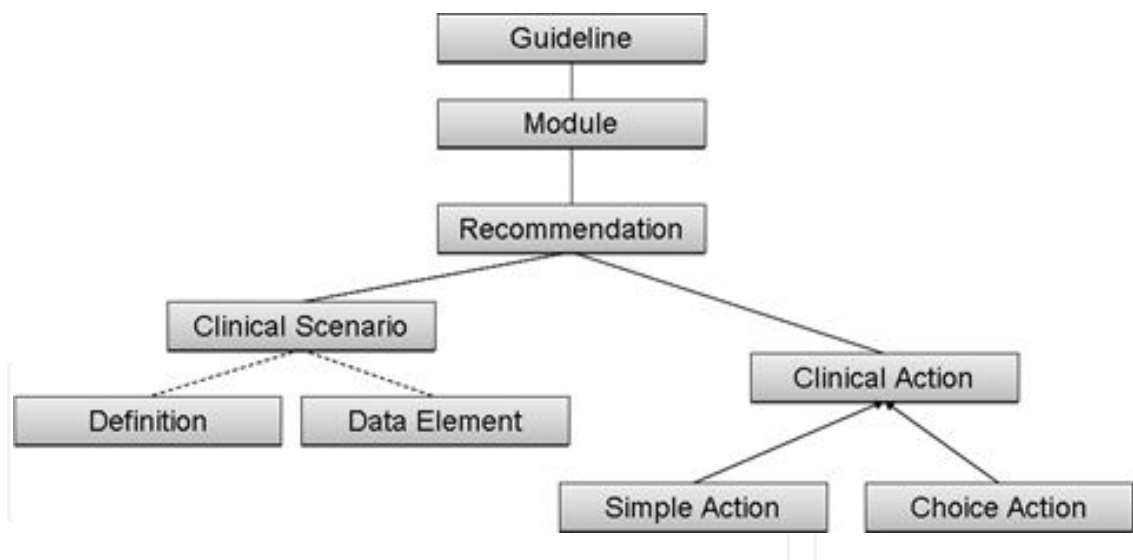 Guideline
Module
Recommendation
Clinical Scenario
Clinical Action
Definition
Data Element
Simple Action
Choice Action